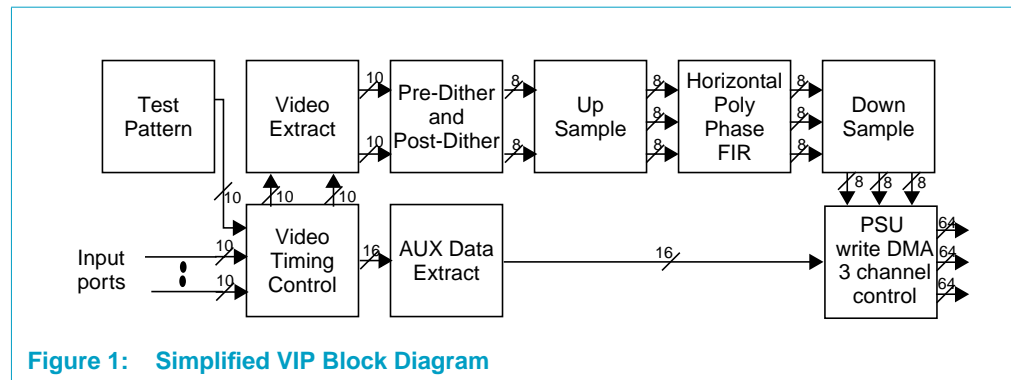 Test
Pattern
10
Video
Extract
10
10
Pre-Dither
and
Post-Dither
8
8
Up
Sample
8
8
8
Horizontal
Poly
Phase
FIR
8
8
8
Down
Sample
10
10
8
8
8
Input
ports
10
10
Video
Timing
Control
16
AUX Data
Extract
16
PSU
write DMA
3 channel
control
64
64
64
Figure 1: Simplified VIP Block Diagram